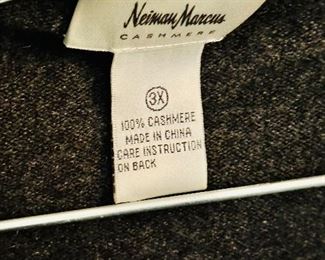 Neiman Marcus
CASHMERE
3X
100% CASHMERE
MADE IN CHINA
CARE INSTRUCTION
ON BACK